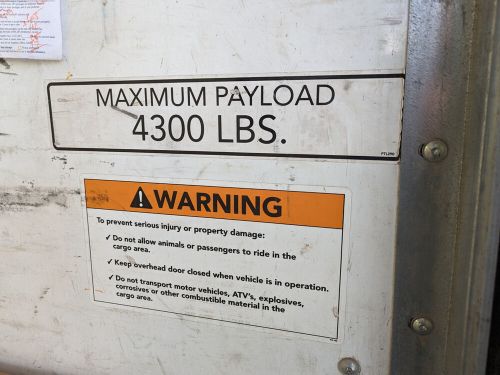 MAXIMUM PAYLOAD
4300 LBS.
WARNING
To prevent serious injury or property damage:
✓ Do not allow animals or passengers to ride in the
cargo area.
✓ Keep overhead door closed when vehicle is in operation.
✓ Do not transport motor vehicles, ATV's, explosives,
corrosives or other combustible material in the
cargo area.